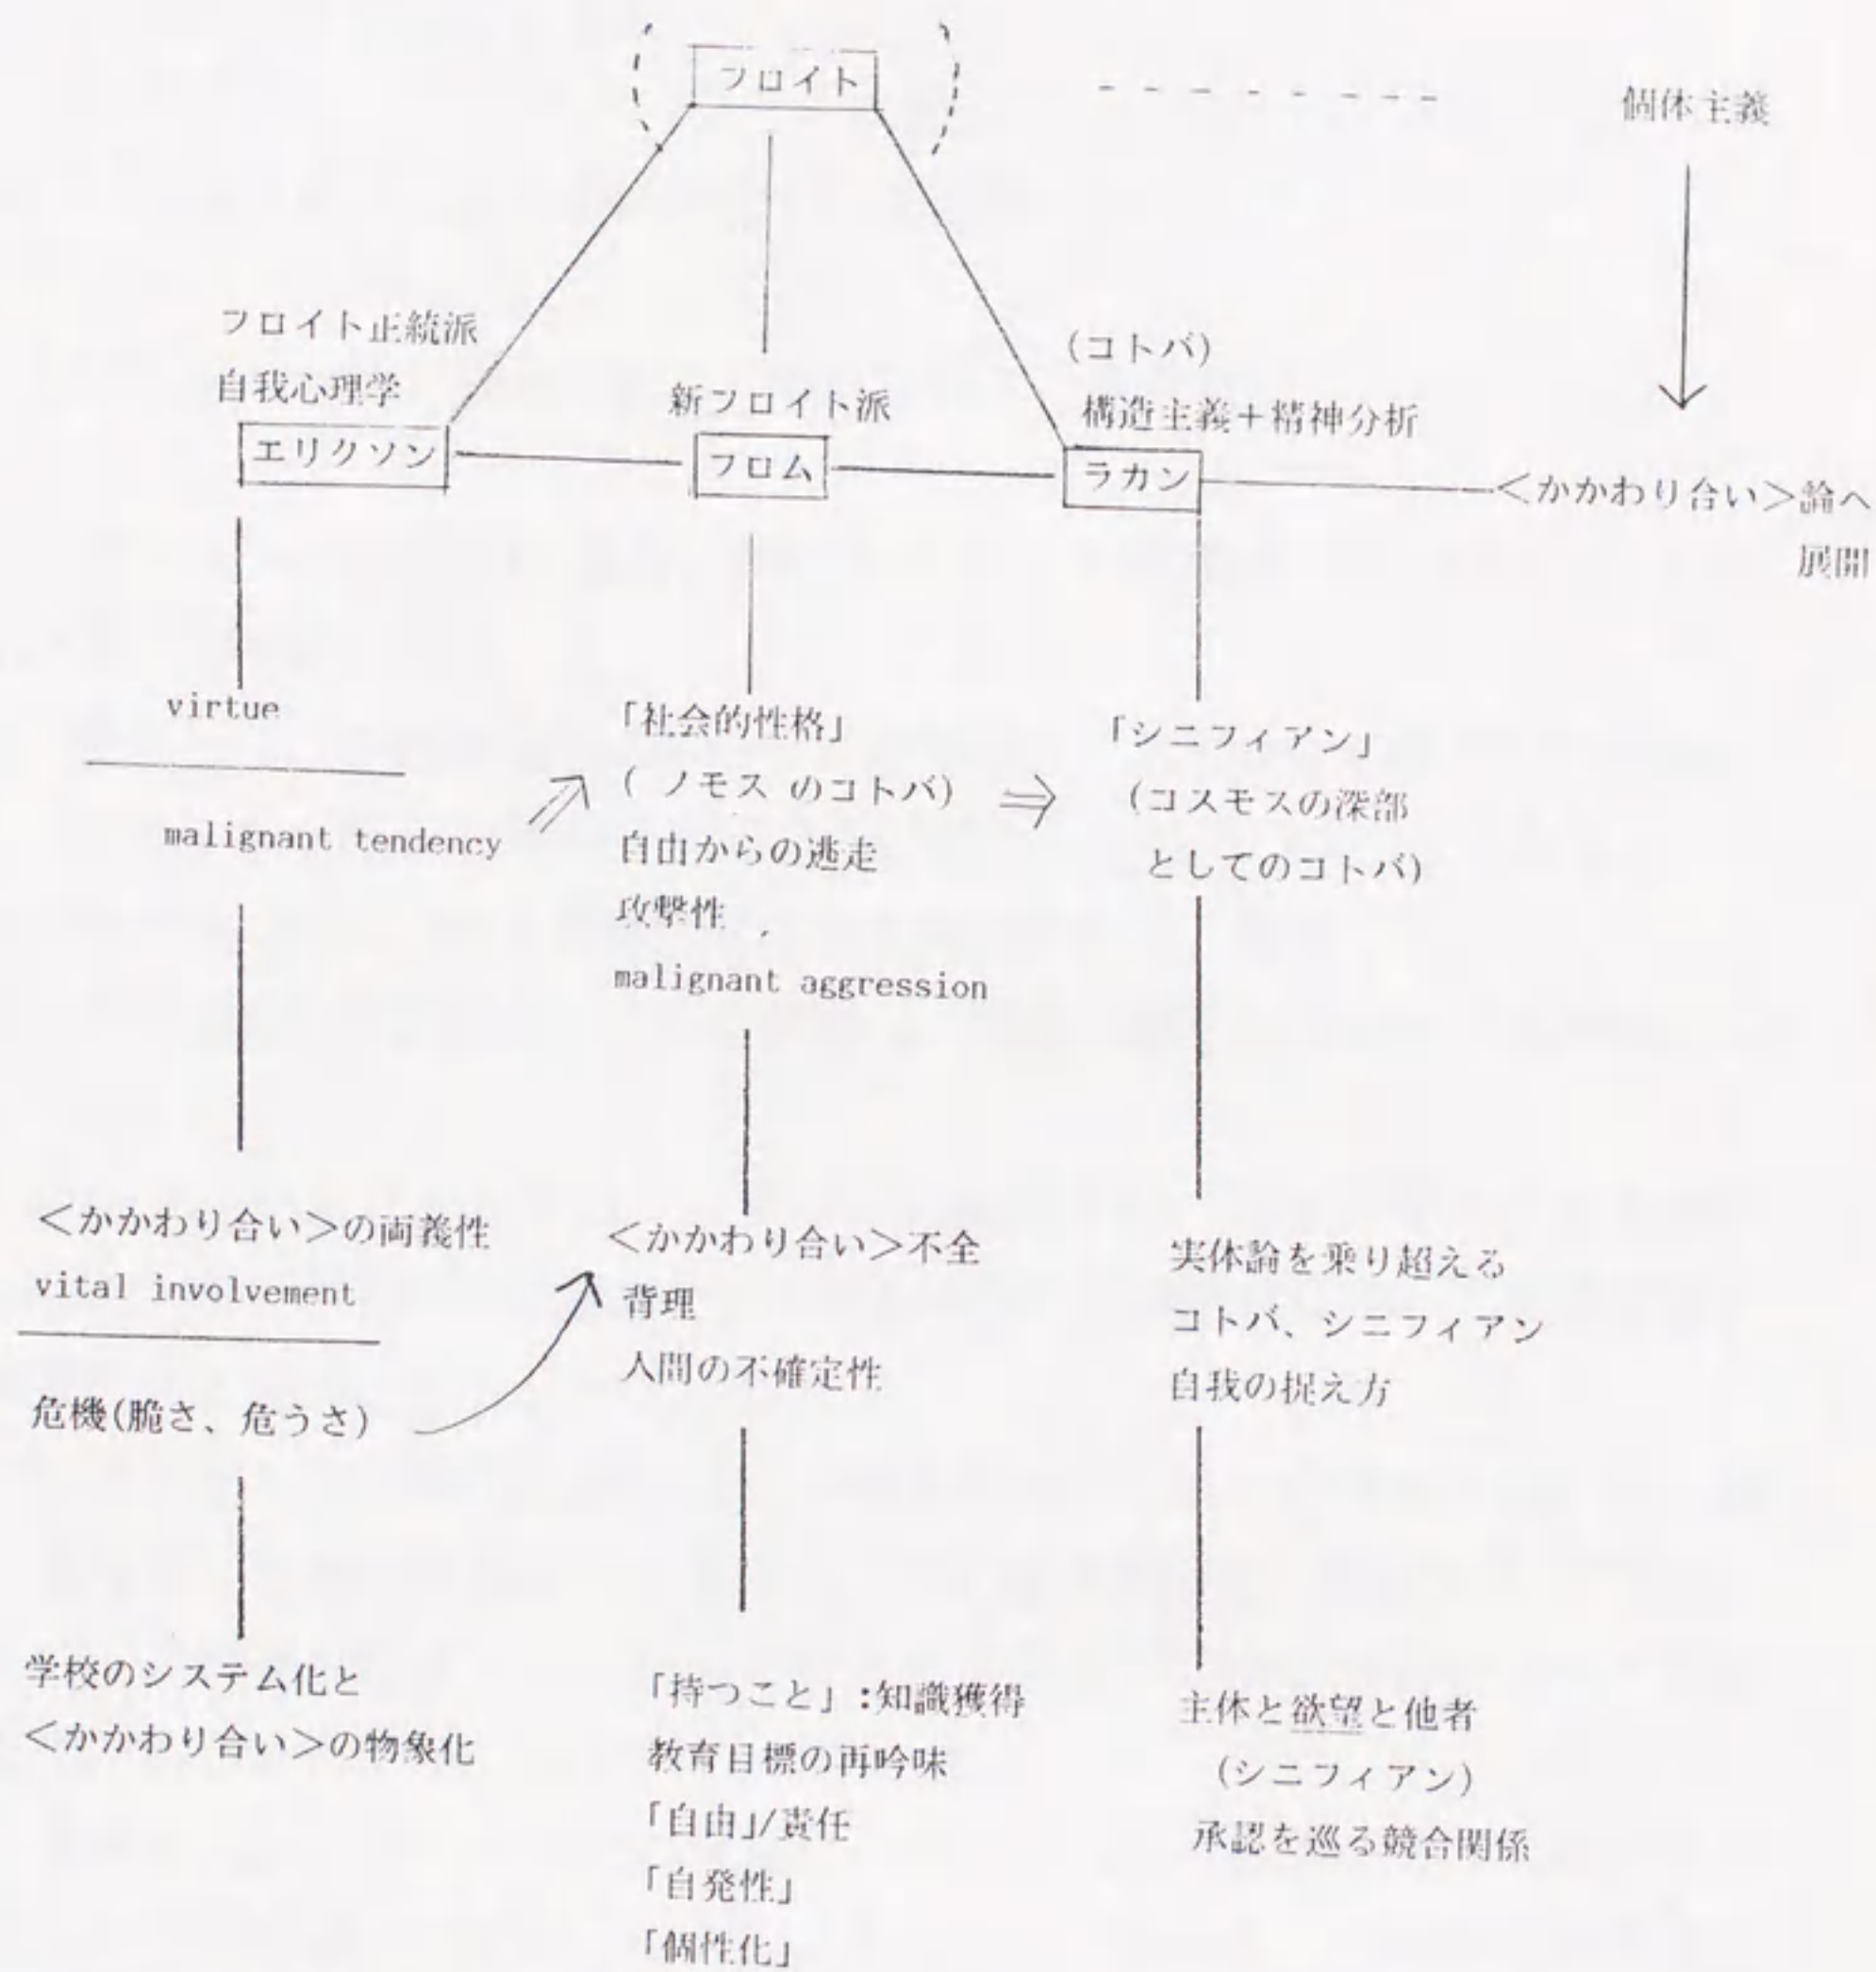 フロイト
個体主義
フロイト正統派
自我心理学
エリクソン
新フロイト派
フロム
(コトバ)
構造主義+精神分析
ラカン
<かかわり合い>論へ
展開
virtue
malignant tendency
「社会的性格」
( ノモス のコトバ)
自由からの逃走
攻撃性
malignant aggression
「シニフィアン」
(コスモスの深部
としてのコトバ)
<かかわり合い>の両義性
vital involvement
危機(脆さ、危うさ)
<かかわり合い>不全
背理
人間の不確定性
実体論を乗り超える
コトバ、シニフィアン
自我の捉え方
学校のシステム化と
<かかわり合い>の物象化
「持つこと」:知識獲得
教育目標の再吟味
「自由」/責任
「自発性」
「個性化」
主体と欲望と他者
(シニフィアン)
承認を巡る競合関係